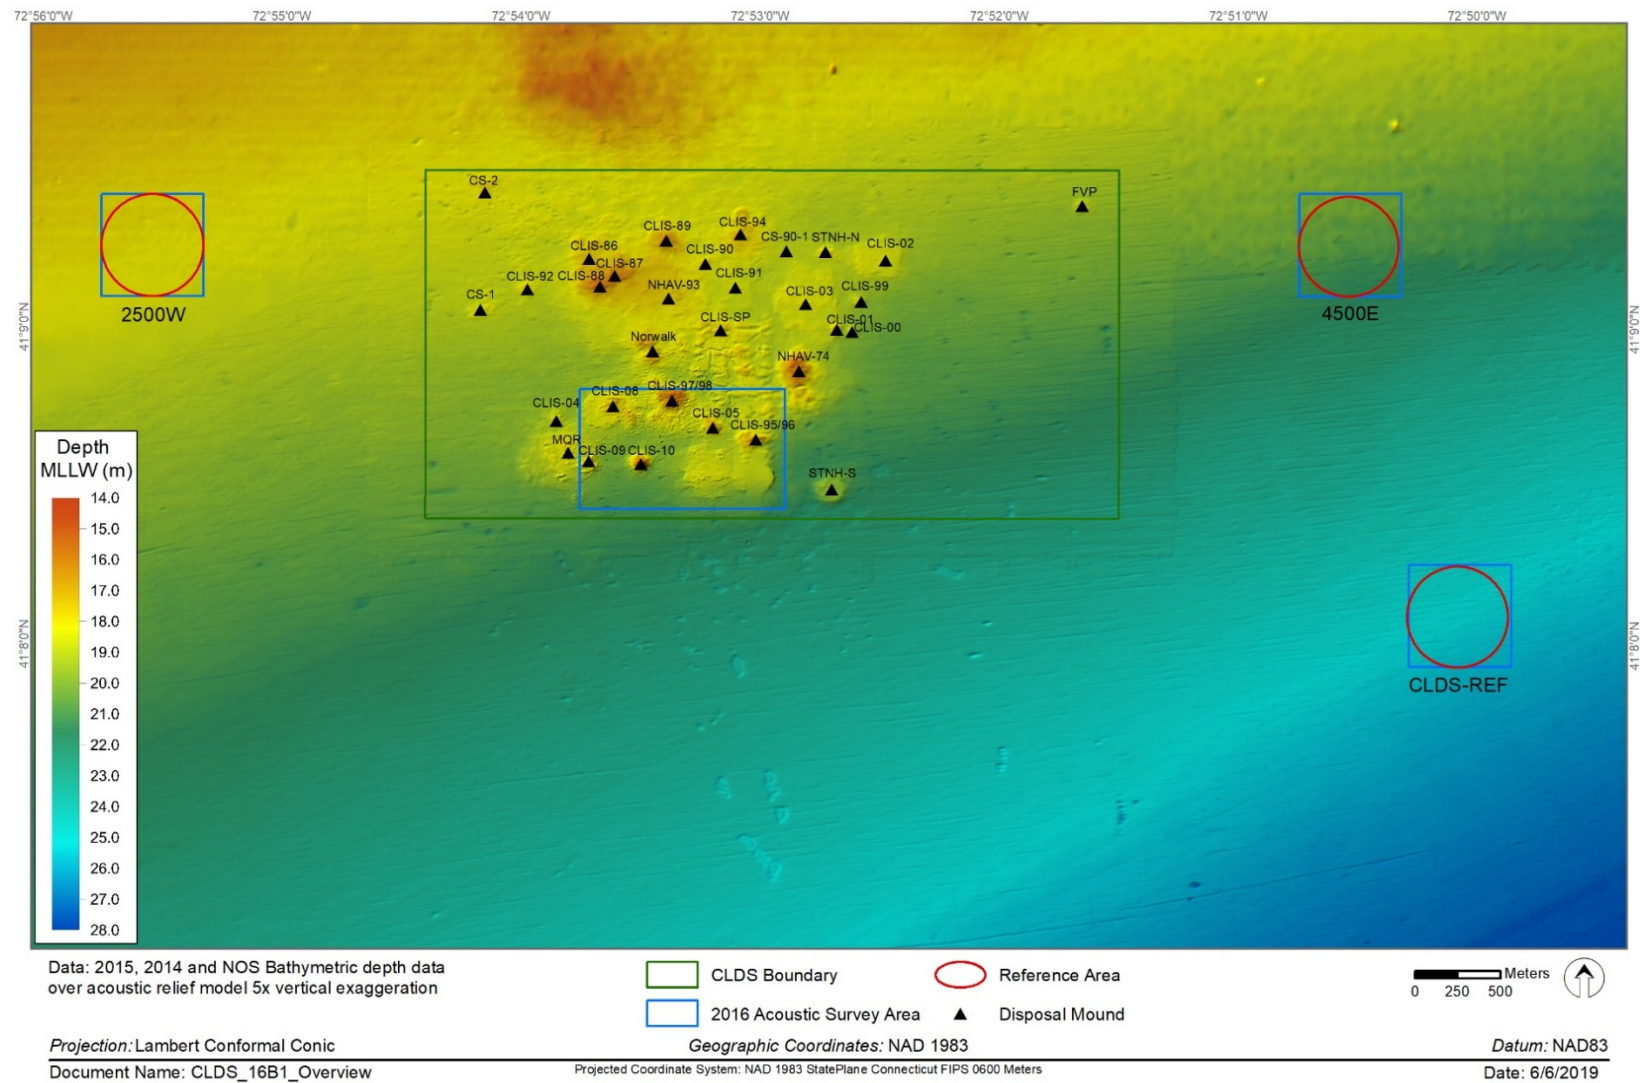 72°56'0"W 72°55'0"W 72°54'0"W 72°53'0"W 72°52'0"W 72°51'0"W 72°50'0"W
CS-2
FVP
CLIS-89
CLIS-94
CS-90-1 STNH-N
CLIS-02
CLIS-86
CLIS-90
CLIS-87
CLIS-92 CLIS-88
CLIS-91
NHAV-93
CLIS-99
CS-1
CLIS-03
2500W
4500E
41°9'0"N
41°9'0"N
CLIS-SP
CLIS-01
CLIS-00
Norwalk
NHAV-74
CLIS-08
CLIS-97/98
CLIS-04
CLIS-05
CLIS-95/96
MQR
CLIS-09 CLIS-10
STNH-S
41°8'0"N
41°8'0"N
CLDS-REF
Depth
MLLW (m)
14.0
15.0
16.0
17.0
18.0
19.0
20.0
21.0
22.0
23.0
24.0
25.0
26.0
27.0
28.0
Data: 2015, 2014 and NOS Bathymetric depth data
over acoustic relief model 5x vertical exaggeration
CLDS Boundary
Reference Area
2016 Acoustic Survey Area
Disposal Mound
Meters
0 250 500
Projection: Lambert Conformal Conic
Geographic Coordinates: NAD 1983
Datum: NAD83
Document Name: CLDS_16B1_Overview
Projected Coordinate System: NAD 1983 StatePlane Connecticut FIPS 0600 Meters
Date: 6/6/2019